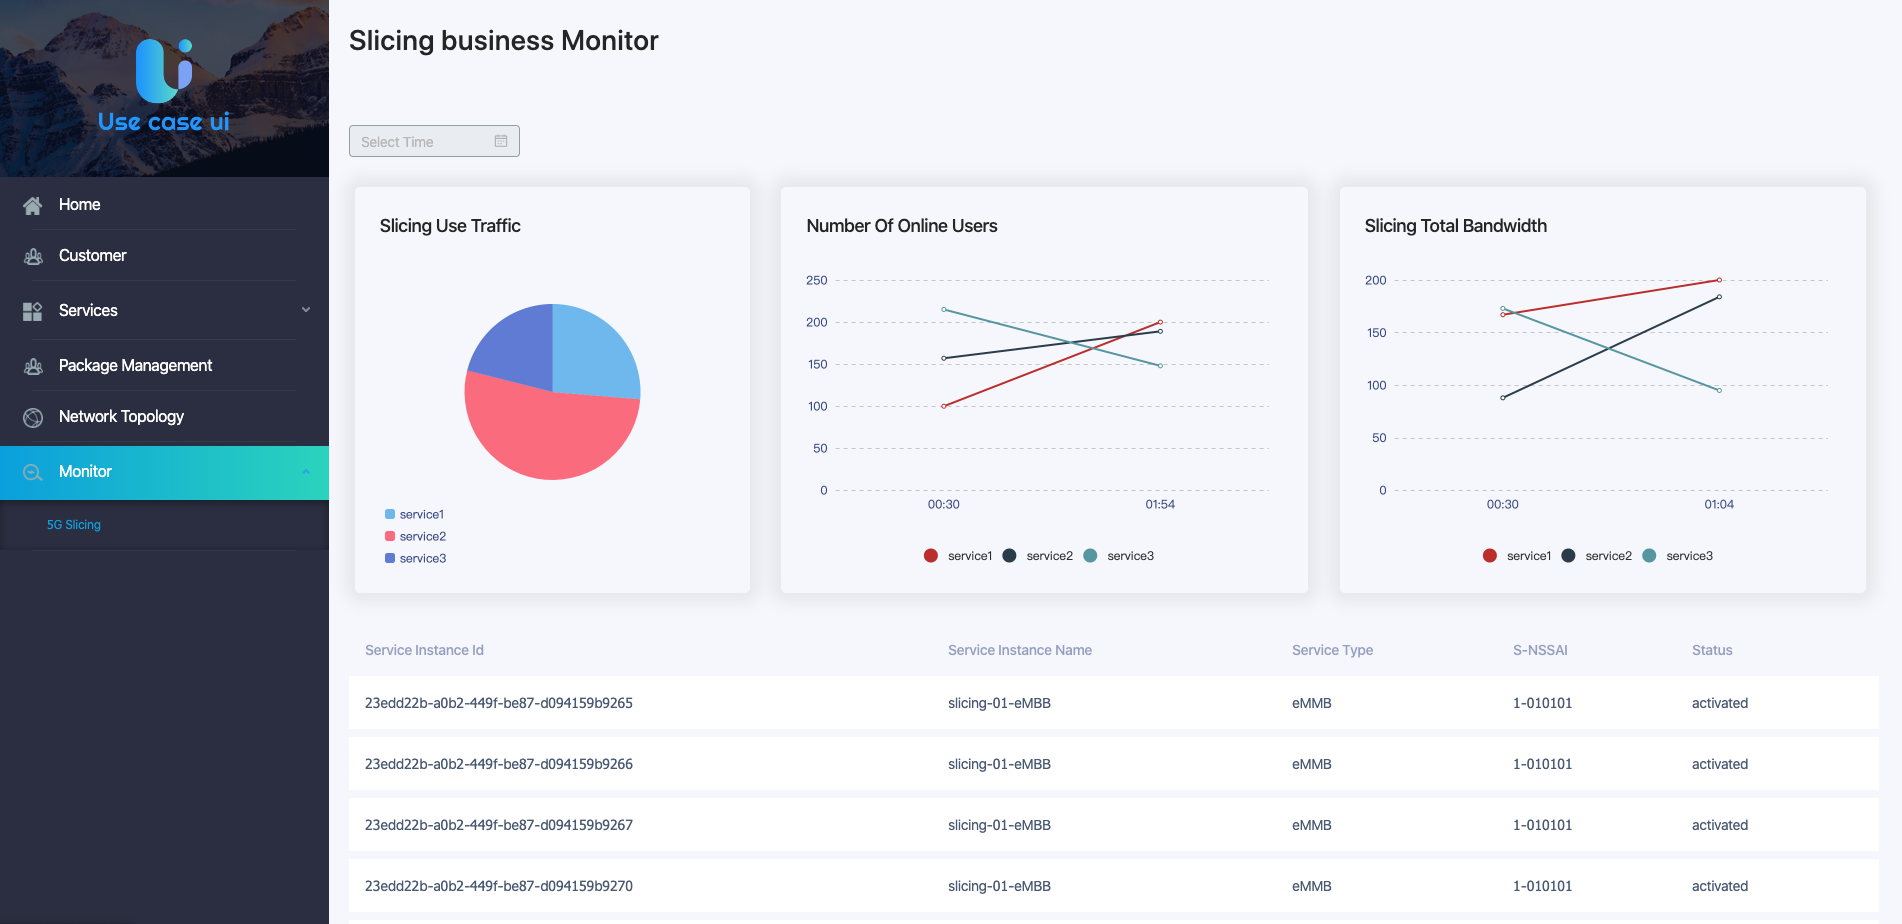 Use case ui
Home
Customer
Services
Package Management
Network Topology
Monitor
5G Slicing
Slicing business Monitor
Select Time
Slicing Use Traffic
service1
service2
service3
Number Of Online Users
250
200
150
100
50
0
00:30 01:54
service1 service2 service3
Slicing Total Bandwidth
200
150
100
50
0
00:30 01:04
service1 service2 service3
Service Instance Id Service Instance Name Service Type S-NSSAI Status
23edd22b-a0b2-449f-be87-d094159b9265 slicing-01-eMBB eMMB 1-010101 activated
23edd22b-a0b2-449f-be87-d094159b9266 slicing-01-eMBB eMMB 1-010101 activated
23edd22b-a0b2-449f-be87-d094159b9267 slicing-01-eMBB eMMB 1-010101 activated
23edd22b-a0b2-449f-be87-d094159b9270 slicing-01-eMBB eMMB 1-010101 activated